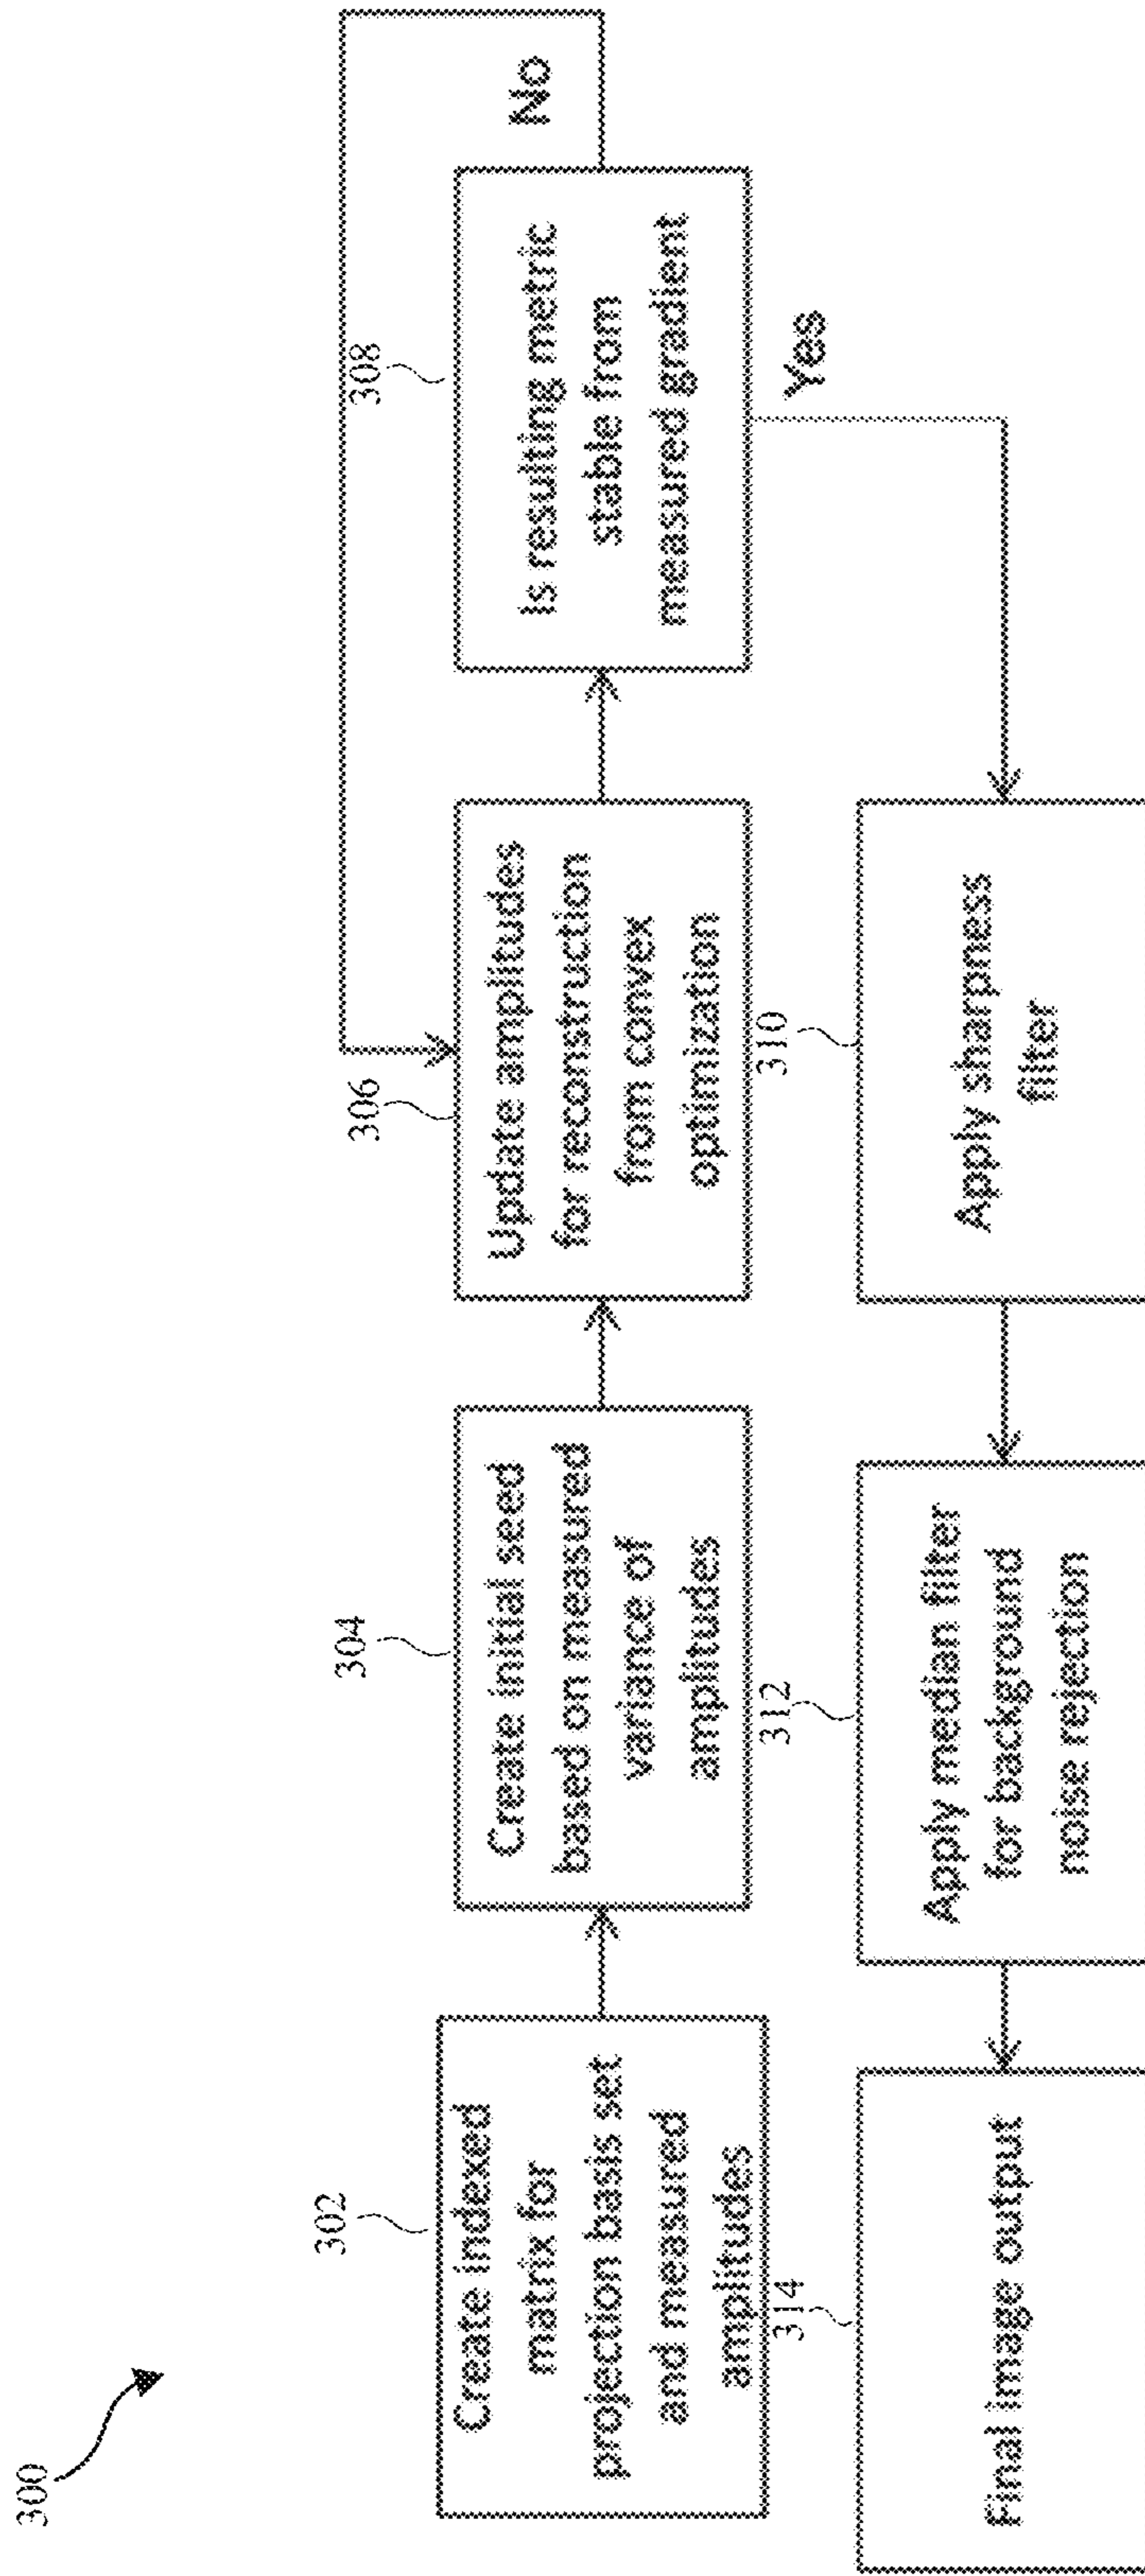 300
302
Create indexed
matrix for
projection basis set
and measured
amplitudes
304
Create initial seed
based on measured
variance of
amplitudes
306
Update amplitudes
for reconstruction
from convex
optimization
308
Is resulting metric
stable from
measured gradient
No
Yes
310
Apply sharpness
filter
312
Apply median filter
for background
noise rejection
314
Final image output